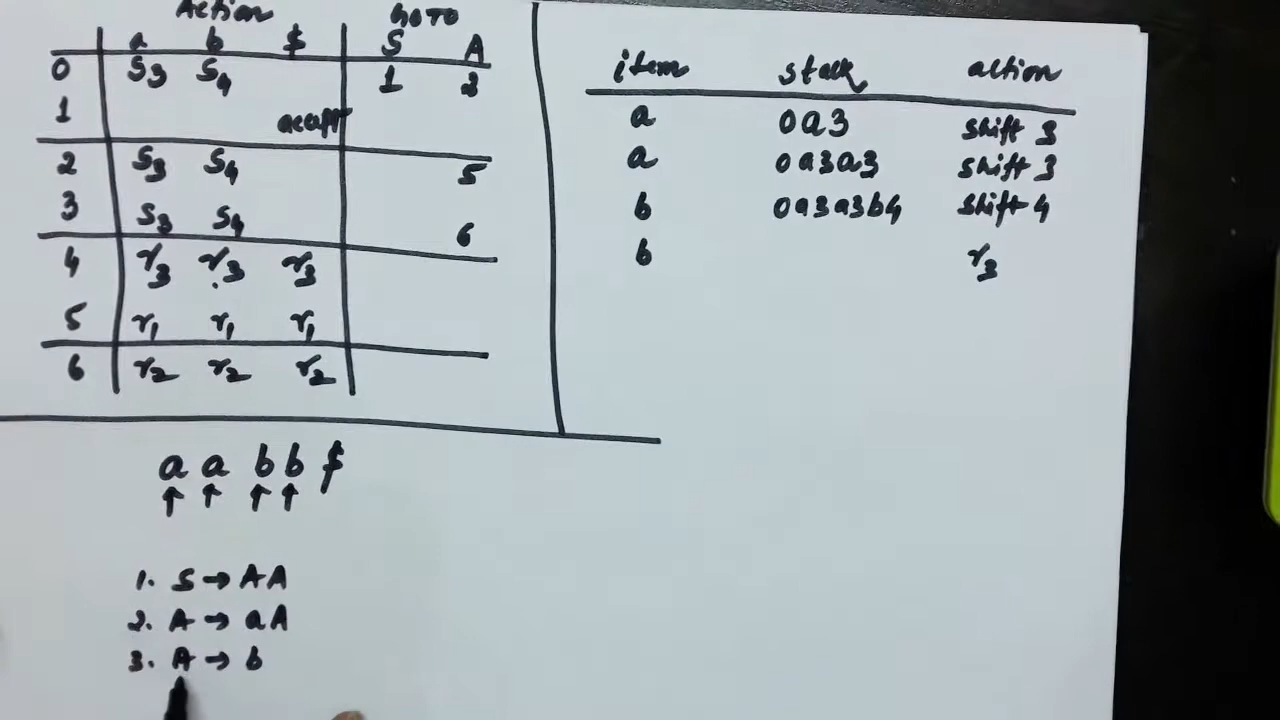 Action GOTO
a b $ S A
0 S3 S4 1 2
1 accept
2 S3 S4 5
3 S3 S4 6
4 r3 r3 r3
5 r1 r1 r1
6 r2 r2 r2
item stack action
a 0a3 shift 3
a 0a3a3 shift 3
b 0a3a3b4 shift 4
b r3
a a b b $
↑ ↑ ↑ ↑
1. S → AA
2. A → aA
3. A → b